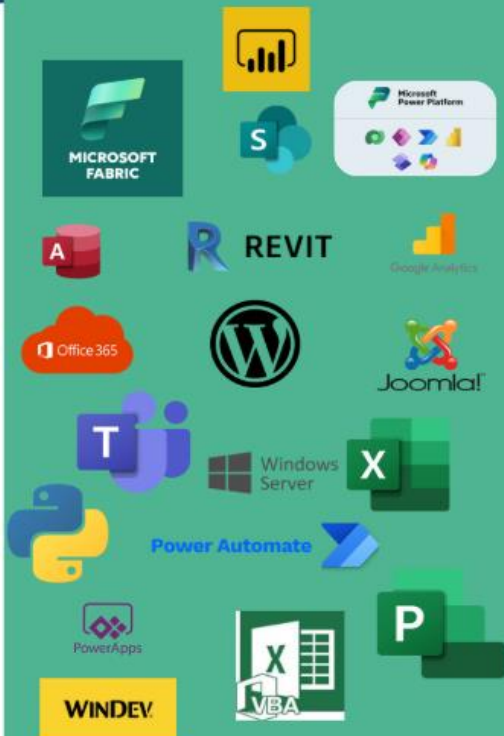 MICROSOFT
FABRIC
S
Microsoft
Power Platform
A
R REVIT
Google Analytics
Office 365
W
Joomla!
T
Windows
Server
X
Power Automate
PowerApps
X
VBA
P
WINDEV